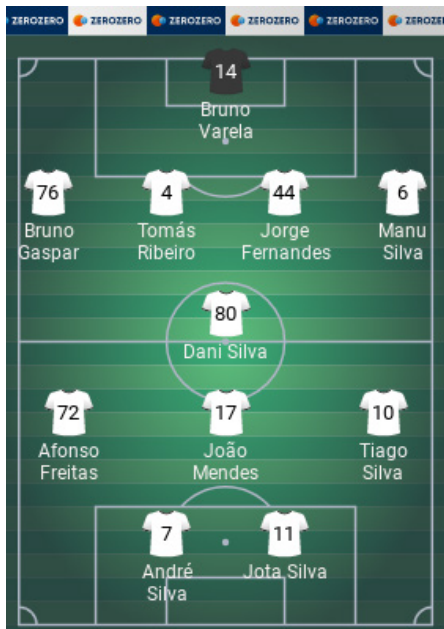 ZEROZERO ZEROZERO ZEROZERO ZEROZERO ZEROZERO ZEROZE
14
Bruno
Varela
76 4 44 6
Bruno Tomás Jorge Manu
Gaspar Ribeiro Fernandes Silva
80
Dani Silva
72 17 10
Afonso João Tiago
Freitas Mendes Silva
7 11
André Jota Silva
Silva